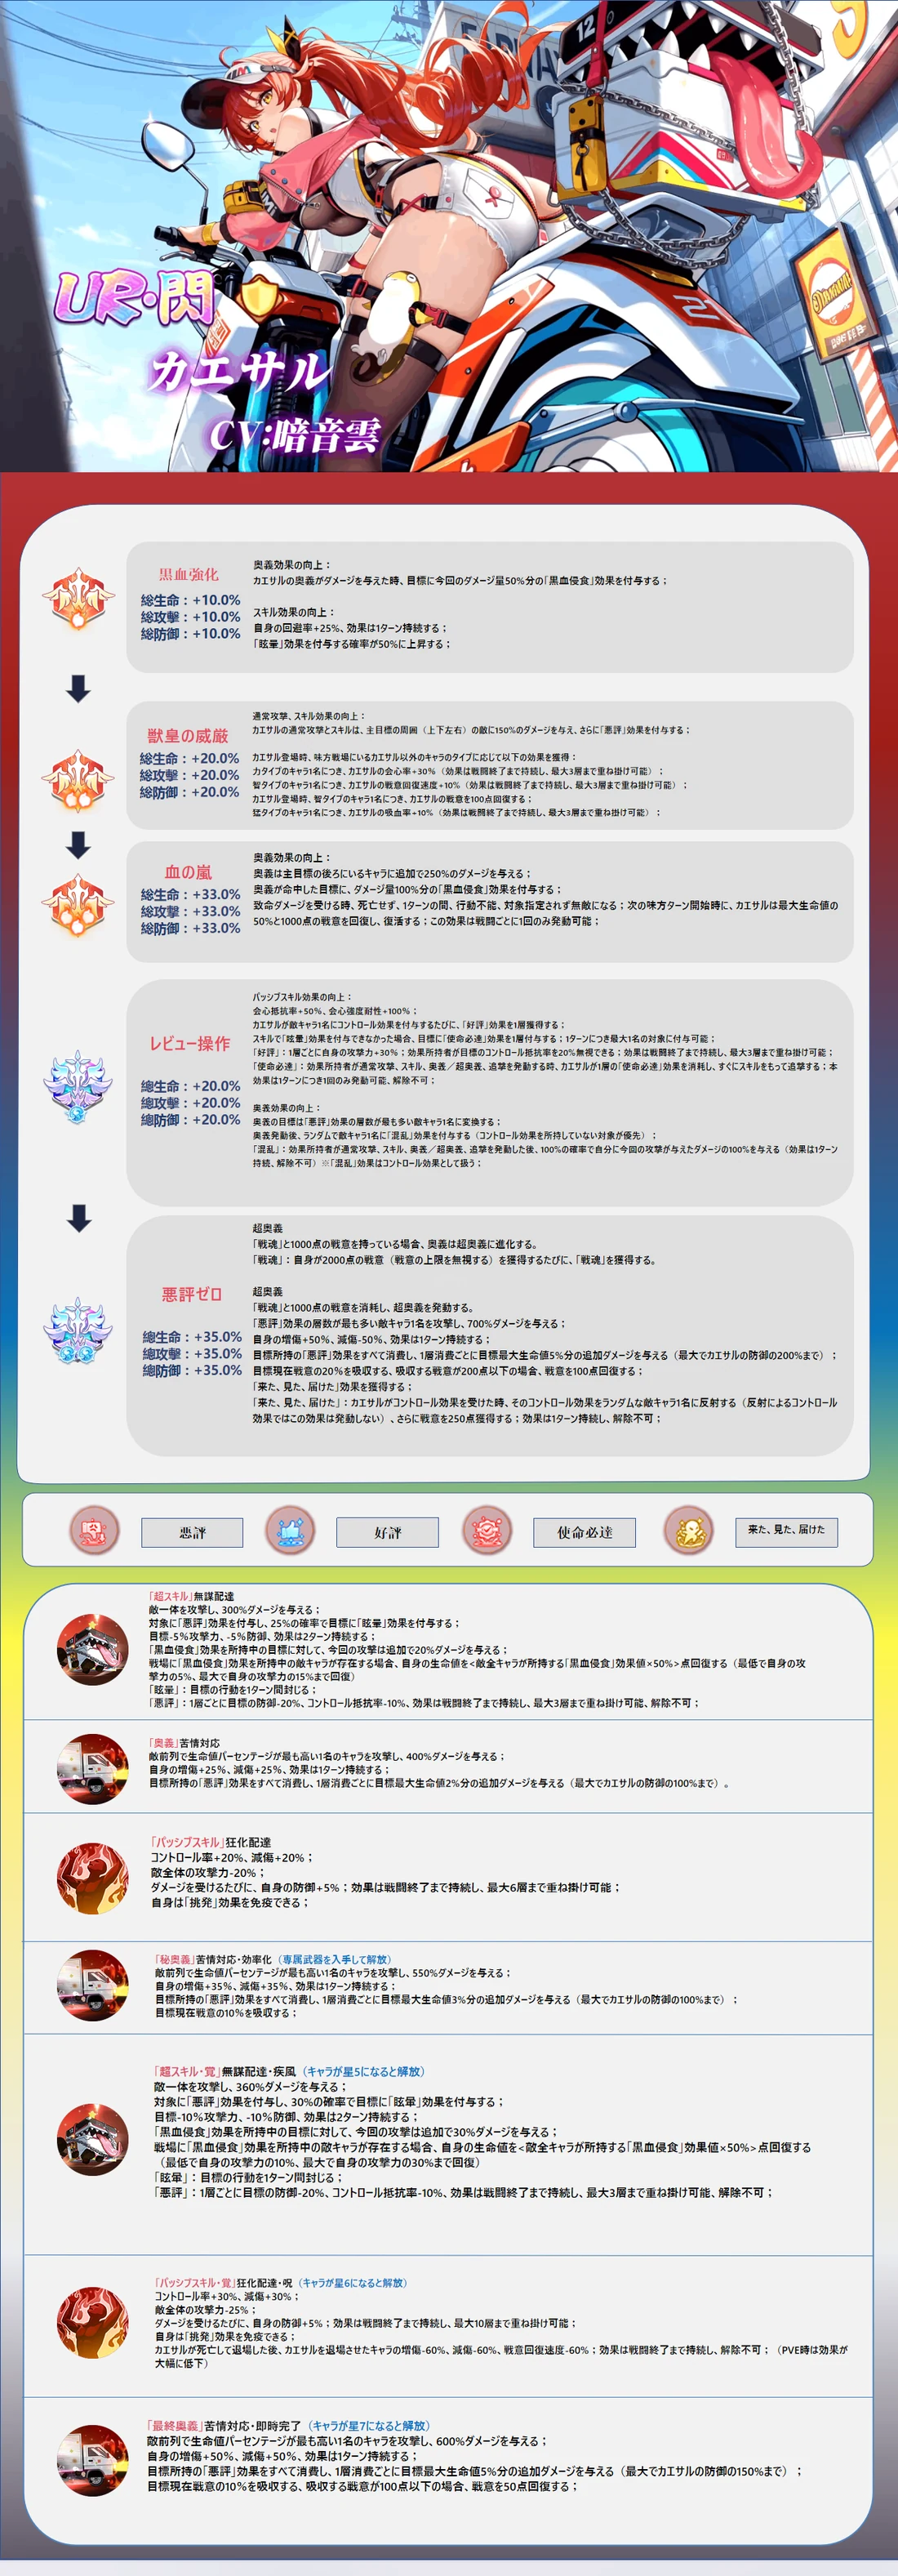 12
UR·閃
カエサル
CV:暗音雲
黒血強化
総生命：+10.0%
総攻撃：+10.0%
総防御：+10.0%
奥義効果の向上：
カエサルの奥義がダメージを与えた時、目標に今回のダメージ量50%分の「黒血侵食」効果を付与する；
スキル効果の向上：
自身の回避率+25%、効果は1ターン持続する；
「眩暈」効果を付与する確率が50%に上昇する；
獣皇の威厳
総生命：+20.0%
総攻撃：+20.0%
総防御：+20.0%
通常攻撃、スキル効果の向上：
カエサルの通常攻撃とスキルは、主目標の周囲（上下左右）の敵に150%のダメージを与え、さらに「悪評」効果を付与する；
カエサル登場時、味方戦場にいるカエサル以外のキャラのタイプに応じて以下の効果を獲得：
力タイプのキャラ1名につき、カエサルの会心率+30%（効果は戦闘終了まで持続し、最大3層まで重ね掛け可能）；
智タイプのキャラ1名につき、カエサルの戦意回復速度+10%（効果は戦闘終了まで持続し、最大3層まで重ね掛け可能）；
カエサル登場時、智タイプのキャラ1名につき、カエサルの戦意を100点回復する；
猛タイプのキャラ1名につき、カエサルの吸血率+10%（効果は戦闘終了まで持続し、最大3層まで重ね掛け可能）；
血の嵐
総生命：+33.0%
総攻撃：+33.0%
総防御：+33.0%
奥義効果の向上：
奥義は主目標の後ろにいるキャラに追加で250%のダメージを与える；
奥義が命中した目標に、ダメージ量100%分の「黒血侵食」効果を付与する；
致命ダメージを受ける時、死亡せず、1ターンの間、行動不能、対象指定されず無敵になる；次の味方ターン開始時に、カエサルは最大生命値の
50%と1000点の戦意を回復し、復活する；この効果は戦闘ごとに1回のみ発動可能；
レビュー操作
總生命：+20.0%
總攻撃：+20.0%
總防御：+20.0%
パッシブスキル効果の向上：
会心抵抗率+50%、会心強度耐性+100%；
カエサルが敵キャラ1名にコントロール効果を付与するたびに、「好評」効果を1層獲得する；
スキルで「眩暈」効果を付与できなかった場合、目標に「使命必達」効果を1層付与する；1ターンにつき最大1名の対象に付与可能；
「好評」：1層ごとに自身の攻撃力+30%；効果所持者が目標のコントロール抵抗率を20%無視できる；効果は戦闘終了まで持続し、最大3層まで重ね掛け可能；
「使命必達」：効果所持者が通常攻撃、スキル、奥義／超奥義、追撃を発動する時、カエサルが1層の「使命必達」効果を消耗し、すぐにスキルをもって追撃する；本
効果は1ターンにつき1回のみ発動可能、解除不可；
奥義効果の向上：
奥義の目標は「悪評」効果の層数が最も多い敵キャラ1名に変換する；
奥義発動後、ランダムで敵キャラ1名に「混乱」効果を付与する（コントロール効果を所持していない対象が優先）；
「混乱」：効果所持者が通常攻撃、スキル、奥義／超奥義、追撃を発動した後、100%の確率で自分に今回の攻撃が与えたダメージの100%を与える（効果は1ターン
持続、解除不可）※「混乱」効果はコントロール効果として扱う；
悪評ゼロ
總生命：+35.0%
總攻撃：+35.0%
總防御：+35.0%
超奥義
「戦魂」と1000点の戦意を持っている場合、奥義は超奥義に進化する。
「戦魂」：自身が2000点の戦意（戦意の上限を無視する）を獲得するたびに、「戦魂」を獲得する。
超奥義
「戦魂」と1000点の戦意を消耗し、超奥義を発動する。
「悪評」効果の層数が最も多い敵キャラ1名を攻撃し、700%ダメージを与える；
自身の増傷+50%、減傷-50%、効果は1ターン持続する；
目標所持の「悪評」効果をすべて消費し、1層消費ごとに目標最大生命値5%分の追加ダメージを与える（最大でカエサルの防御の200%まで）；
目標現在戦意の20%を吸収する、吸収する戦意が200点以下の場合、戦意を100点回復する；
「来た、見た、届けた」効果を獲得する；
「来た、見た、届けた」：カエサルがコントロール効果を受けた時、そのコントロール効果をランダムな敵キャラ1名に反射する（反射によるコントロール
効果ではこの効果は発動しない）、さらに戦意を250点獲得する；効果は1ターン持続し、解除不可；
悪評
好評
使命必達
来た、見た、届けた
「超スキル」無謀配達
敵一体を攻撃し、300%ダメージを与える；
対象に「悪評」効果を付与し、25%の確率で目標に「眩暈」効果を付与する；
目標-5%攻撃力、-5%防御、効果は2ターン持続する；
「黒血侵食」効果を所持中の目標に対して、今回の攻撃は追加で20%ダメージを与える；
戦場に「黒血侵食」効果を所持中の敵キャラが存在する場合、自身の生命値を<敵全キャラが所持する「黒血侵食」効果値×50%>点回復する（最低で自身の攻
撃力の5%、最大で自身の攻撃力の15%まで回復）
「眩暈」：目標の行動を1ターン間封じる；
「悪評」：1層ごとに目標の防御-20%、コントロール抵抗率-10%、効果は戦闘終了まで持続し、最大3層まで重ね掛け可能、解除不可；
「奥義」苦情対応
敵前列で生命値パーセンテージが最も高い1名のキャラを攻撃し、400%ダメージを与える；
自身の増傷+25%、減傷+25%、効果は1ターン持続する；
目標所持の「悪評」効果をすべて消費し、1層消費ごとに目標最大生命値2%分の追加ダメージを与える（最大でカエサルの防御の100%まで）。
「パッシブスキル」狂化配達
コントロール率+20%、減傷+20%；
敵全体の攻撃力-20%；
ダメージを受けるたびに、自身の防御+5%；効果は戦闘終了まで持続し、最大6層まで重ね掛け可能；
自身は「挑発」効果を免疫できる；
「秘奥義」苦情対応・効率化（専属武器を入手して解放）
敵前列で生命値パーセンテージが最も高い1名のキャラを攻撃し、550%ダメージを与える；
自身の増傷+35%、減傷+35%、効果は1ターン持続する；
目標所持の「悪評」効果をすべて消費し、1層消費ごとに目標最大生命値3%分の追加ダメージを与える（最大でカエサルの防御の100%まで）；
目標現在戦意の10%を吸収する；
「超スキル・覚」無謀配達・疾風（キャラが星5になると解放）
敵一体を攻撃し、360%ダメージを与える；
対象に「悪評」効果を付与し、30%の確率で目標に「眩暈」効果を付与する；
目標-10%攻撃力、-10%防御、効果は2ターン持続する；
「黒血侵食」効果を所持中の目標に対して、今回の攻撃は追加で30%ダメージを与える；
戦場に「黒血侵食」効果を所持中の敵キャラが存在する場合、自身の生命値を<敵全キャラが所持する「黒血侵食」効果値×50%>点回復する
（最低で自身の攻撃力の10%、最大で自身の攻撃力の30%まで回復）
「眩暈」：目標の行動を1ターン間封じる；
「悪評」：1層ごとに目標の防御-20%、コントロール抵抗率-10%、効果は戦闘終了まで持続し、最大3層まで重ね掛け可能、解除不可；
「パッシブスキル・覚」狂化配達・呪（キャラが星6になると解放）
コントロール率+30%、減傷+30%；
敵全体の攻撃力-25%；
ダメージを受けるたびに、自身の防御+5%；効果は戦闘終了まで持続し、最大10層まで重ね掛け可能；
自身は「挑発」効果を免疫できる；
カエサルが死亡して退場した後、カエサルを退場させたキャラの増傷-60%、減傷-60%、戦意回復速度-60%；効果は戦闘終了まで持続し、解除不可；（PVE時は効果が
大幅に低下）
「最終奥義」苦情対応・即時完了（キャラが星7になると解放）
敵前列で生命値パーセンテージが最も高い1名のキャラを攻撃し、600%ダメージを与える；
自身の増傷+50%、減傷+50%、効果は1ターン持続する；
目標所持の「悪評」効果をすべて消費し、1層消費ごとに目標最大生命値5%分の追加ダメージを与える（最大でカエサルの防御の150%まで）；
目標現在戦意の10%を吸収する、吸収する戦意が100点以下の場合、戦意を50点回復する；